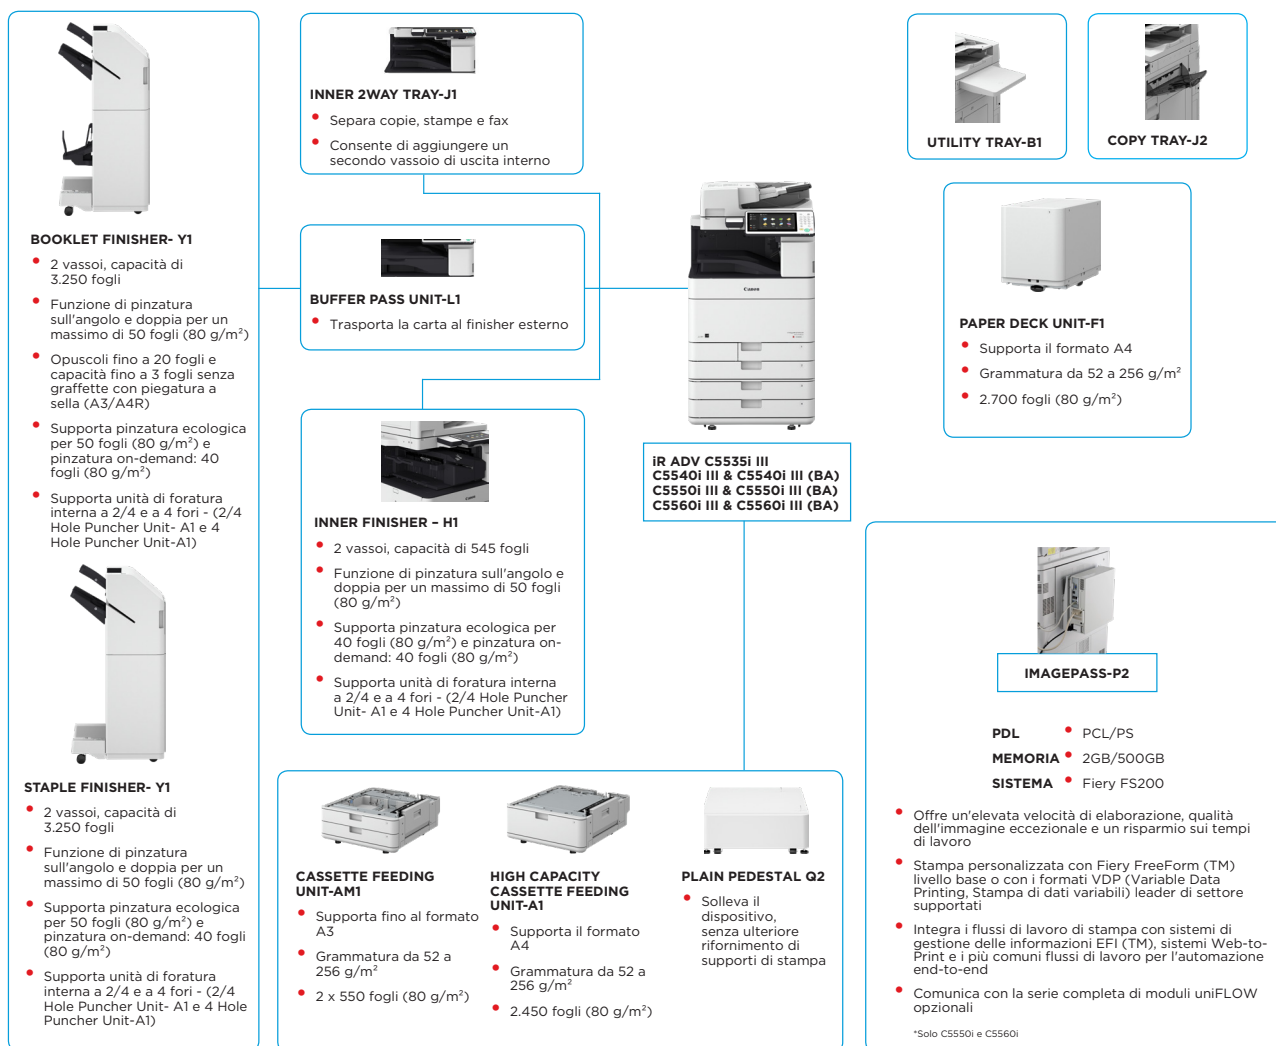 BOOKLET FINISHER- Y1
• 2 vassoi, capacità di
3.250 fogli
• Funzione di pinzatura
sull'angolo e doppia per un
massimo di 50 fogli (80 g/m²)
• Opuscoli fino a 20 fogli e
capacità fino a 3 fogli senza
graffette con piegatura a
sella (A3/A4R)
• Supporta pinzatura ecologica
per 50 fogli (80 g/m²) e
pinzatura on-demand: 40
fogli (80 g/m²)
• Supporta unità di foratura
interna a 2/4 e a 4 fori - (2/4
Hole Puncher Unit- A1 e 4
Hole Puncher Unit-A1)
STAPLE FINISHER- Y1
• 2 vassoi, capacità di
3.250 fogli
• Funzione di pinzatura
sull'angolo e doppia per un
massimo di 50 fogli (80 g/m²)
• Supporta pinzatura ecologica
per 50 fogli (80 g/m²) e
pinzatura on-demand: 40 fogli
(80 g/m²)
• Supporta unità di foratura
interna a 2/4 e a 4 fori - (2/4
Hole Puncher Unit- A1 e 4 Hole
Puncher Unit-A1)
INNER 2WAY TRAY-J1
• Separa copie, stampe e fax
• Consente di aggiungere un
secondo vassoio di uscita interno
BUFFER PASS UNIT-L1
• Trasporta la carta al finisher esterno
INNER FINISHER – H1
• 2 vassoi, capacità di 545 fogli
• Funzione di pinzatura sull'angolo e
doppia per un massimo di 50 fogli
(80 g/m²)
• Supporta pinzatura ecologica per
40 fogli (80 g/m²) e pinzatura on-
demand: 40 fogli (80 g/m²)
• Supporta unità di foratura interna
a 2/4 e a 4 fori - (2/4 Hole Puncher
Unit- A1 e 4 Hole Puncher Unit-A1)
Canon
iR ADV C5535i III
C5540i III & C5540i III (BA)
C5550i III & C5550i III (BA)
C5560i III & C5560i III (BA)
CASSETTE FEEDING
UNIT-AM1
• Supporta fino al formato
A3
• Grammatura da 52 a
256 g/m²
• 2 x 550 fogli (80 g/m²)
HIGH CAPACITY
CASSETTE FEEDING
UNIT-A1
• Supporta il formato
A4
• Grammatura da 52 a
256 g/m²
• 2.450 fogli (80 g/m²)
PLAIN PEDESTAL Q2
• Solleva il
dispositivo,
senza ulteriore
rifornimento di
supporti di stampa
UTILITY TRAY-B1
COPY TRAY-J2
PAPER DECK UNIT-F1
• Supporta il formato A4
• Grammatura da 52 a 256 g/m²
• 2.700 fogli (80 g/m²)
IMAGEPASS-P2
PDL • PCL/PS
MEMORIA • 2GB/500GB
SISTEMA • Fiery FS200
• Offre un'elevata velocità di elaborazione, qualità
dell'immagine eccezionale e un risparmio sui tempi
di lavoro
• Stampa personalizzata con Fiery FreeForm (TM)
livello base o con i formati VDP (Variable Data
Printing, Stampa di dati variabili) leader di settore
supportati
• Integra i flussi di lavoro di stampa con sistemi di
gestione delle informazioni EFI (TM), sistemi Web-to-
Print e i più comuni flussi di lavoro per l'automazione
end-to-end
• Comunica con la serie completa di moduli uniFLOW
opzionali
*Solo C5550i e C5560i